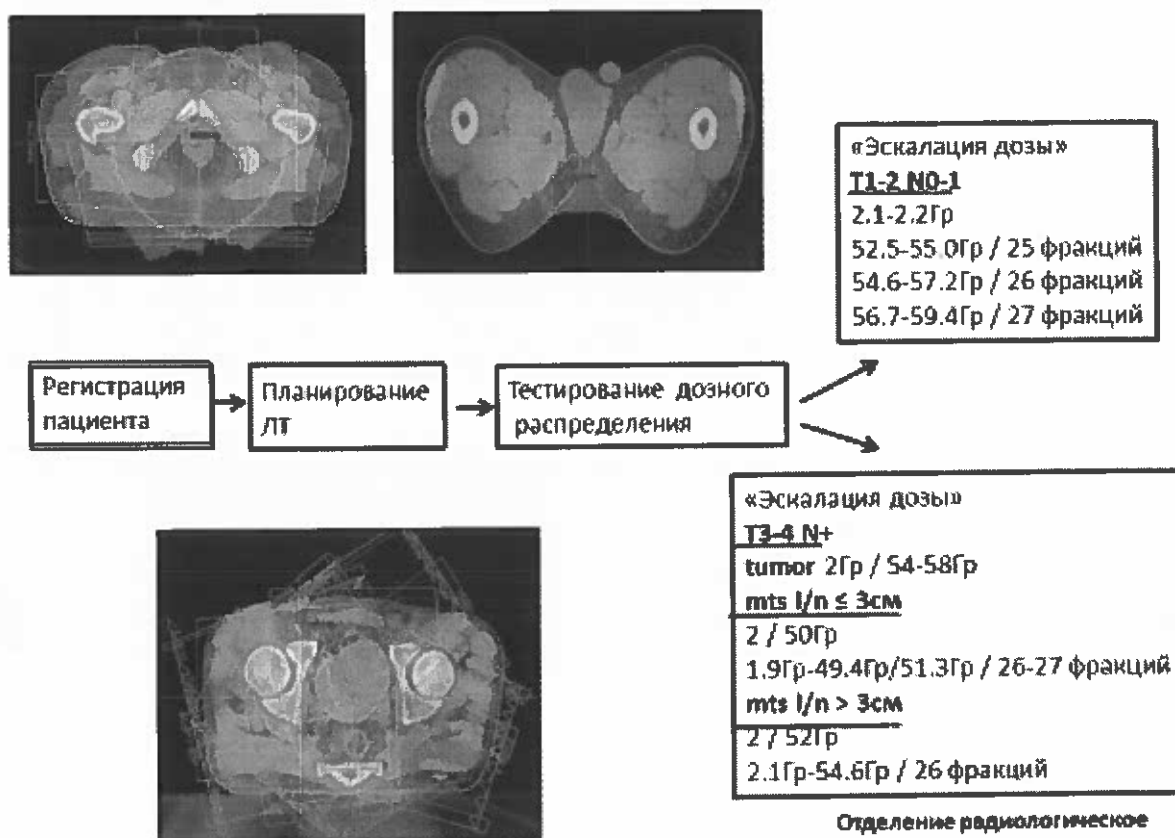 «Эскалация дозы»
T1-2 N0-1
2.1-2.2Гр
52.5-55.0Гр / 25 фракций
54.6-57.2Гр / 26 фракций
56.7-59.4Гр / 27 фракций
Регистрация
пациента
Планирование
ЛТ
Тестирование дозного
распределения
«Эскалация дозы»
T3-4 N+
tumor 2Гр / 54-58Гр
mts l/n ≤ 3см
2 / 50Гр
1.9Гр-49.4Гр/51.3Гр / 26-27 фракций
mts l/n > 3см
2 / 52Гр
2.1Гр-54.6Гр / 26 фракций
Отделение радиологическое